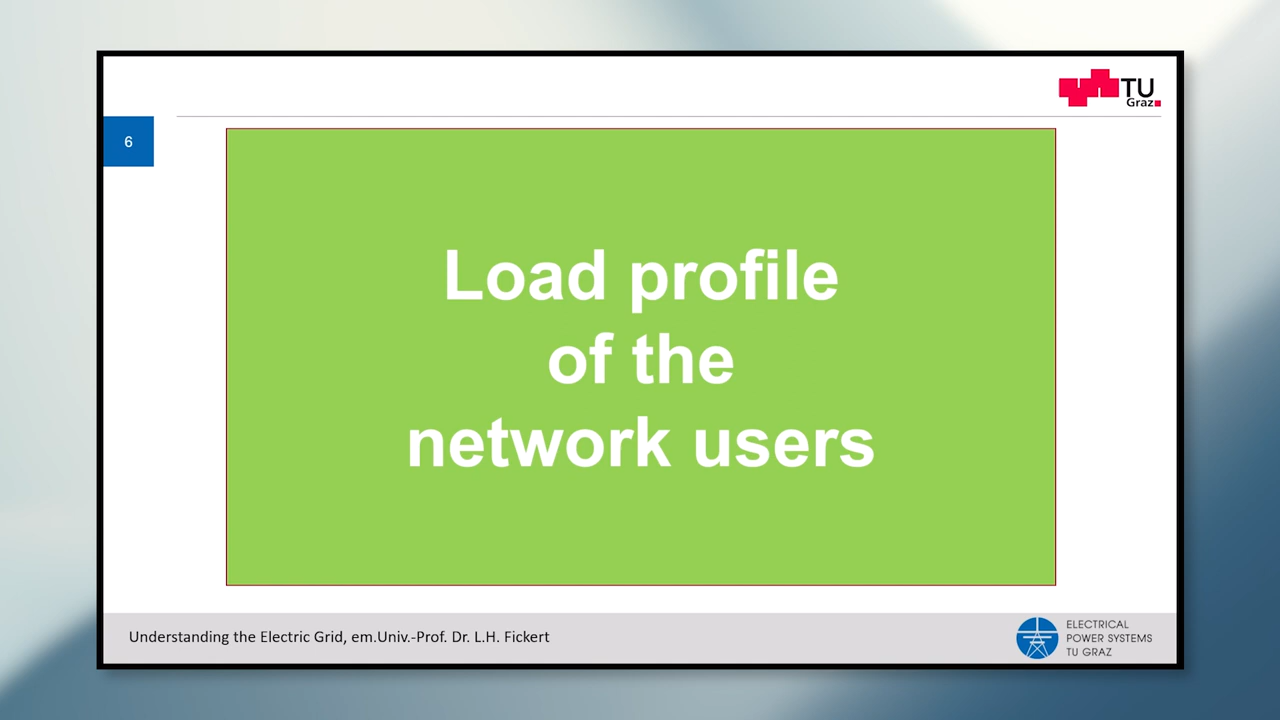 TU
Graz
6
Load profile
of the
network users
Understanding the Electric Grid, em.Univ.-Prof. Dr. L.H. Fickert
ELECTRICAL
POWER SYSTEMS
TU GRAZ